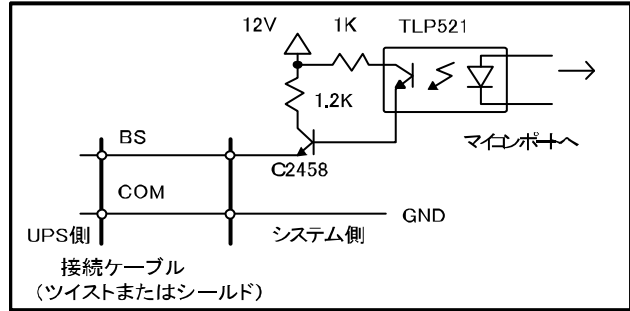 12V
1K
TLP521
1.2K
BS
C2458
マイコンポートへ
COM
GND
UPS側
システム側
接続ケーブル
（ツイストまたはシールド）